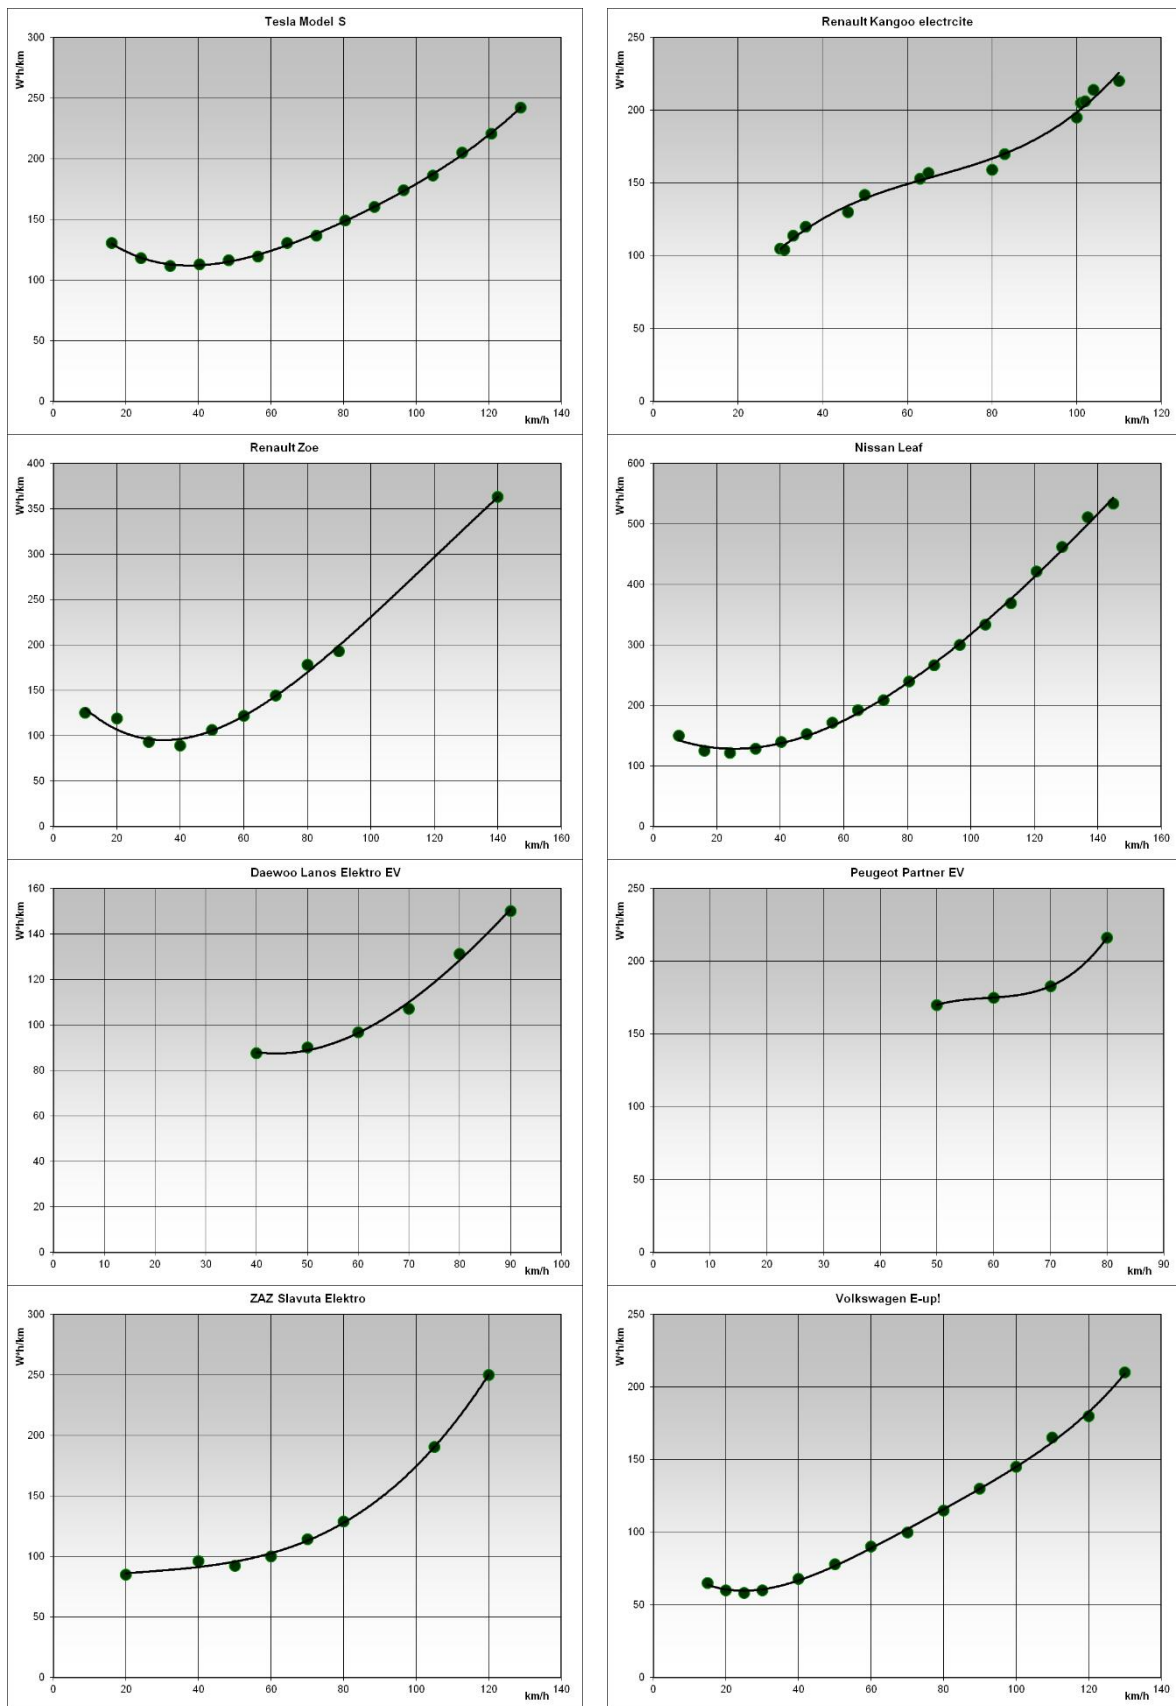 Tesla Model S
W*h/km
300
250
200
150
100
50
0
0 20 40 60 80 100 120 140
km/h
Renault Kangoo electrcite
W*h/km
250
200
150
100
50
0
0 20 40 60 80 100 120
km/h
Renault Zoe
W*h/km
400
350
300
250
200
150
100
50
0
0 20 40 60 80 100 120 140 160
km/h
Nissan Leaf
W*h/km
600
500
400
300
200
100
0
0 20 40 60 80 100 120 140 160
km/h
Daewoo Lanos Elektro EV
W*h/km
160
140
120
100
80
60
40
20
0
0 10 20 30 40 50 60 70 80 90 100
km/h
Peugeot Partner EV
W*h/km
250
200
150
100
50
0
0 10 20 30 40 50 60 70 80 90
km/h
ZAZ Slavuta Elektro
W*h/km
300
250
200
150
100
50
0
0 20 40 60 80 100 120 140
km/h
Volkswagen E-up!
W*h/km
250
200
150
100
50
0
0 20 40 60 80 100 120 140
km/h